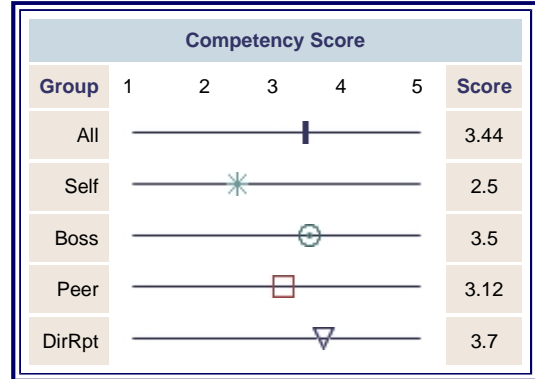 Competency Score
Group 1 2 3 4 5 Score
All 3.44
Self 2.5
Boss 3.5
Peer 3.12
DirRpt 3.7